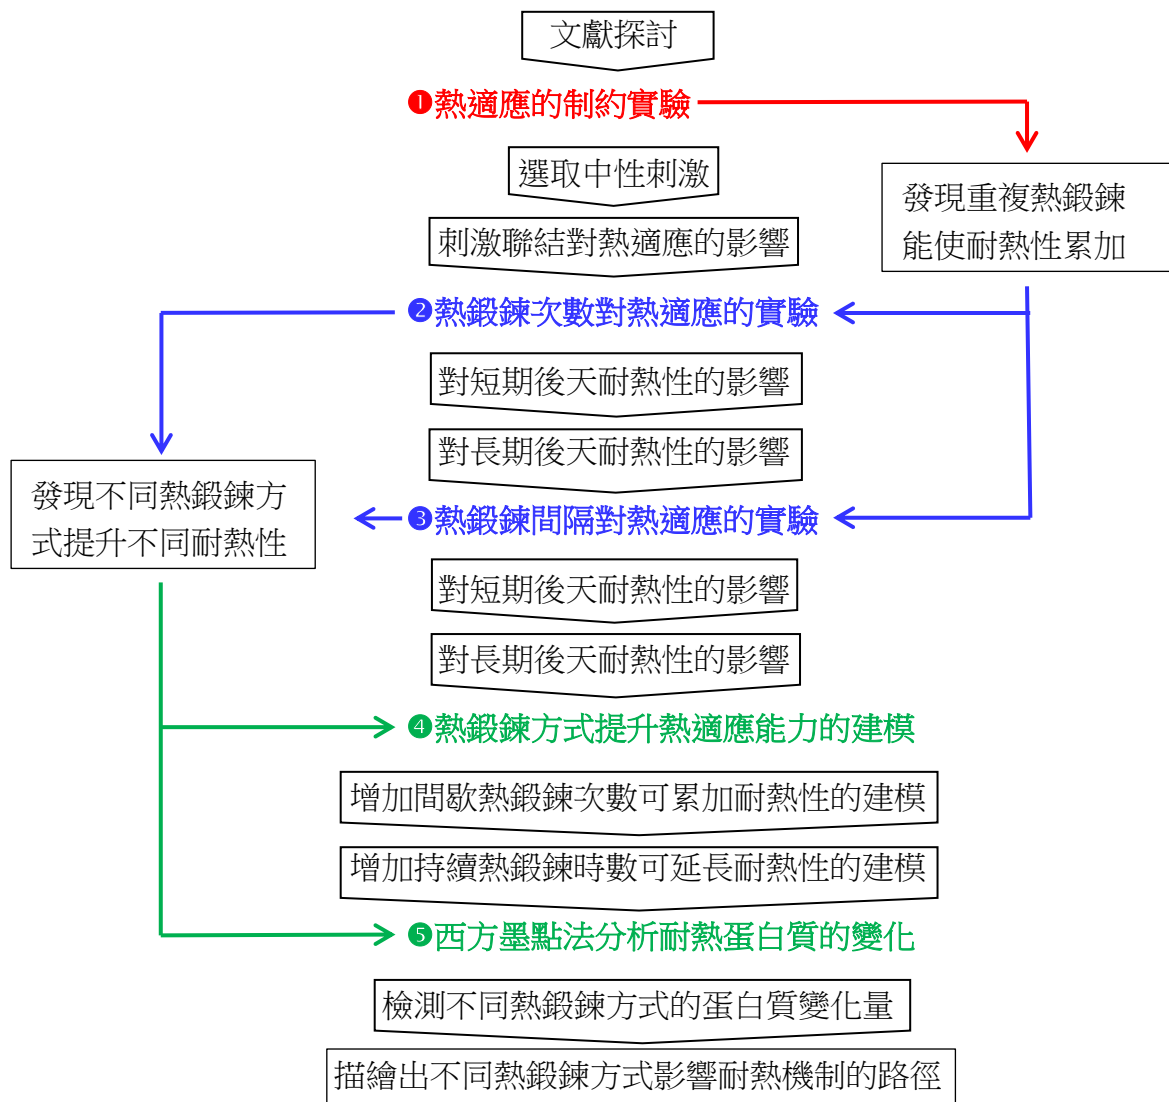 文獻探討
❶熱適應的制約實驗
選取中性刺激
發現重複熱鍛鍊
能使耐熱性累加
刺激聯結對熱適應的影響
❷熱鍛鍊次數對熱適應的實驗
對短期後天耐熱性的影響
對長期後天耐熱性的影響
發現不同熱鍛鍊方
式提升不同耐熱性
❸熱鍛鍊間隔對熱適應的實驗
對短期後天耐熱性的影響
對長期後天耐熱性的影響
❹熱鍛鍊方式提升熱適應能力的建模
增加間歇熱鍛鍊次數可累加耐熱性的建模
增加持續熱鍛鍊時數可延長耐熱性的建模
❺西方墨點法分析耐熱蛋白質的變化
檢測不同熱鍛鍊方式的蛋白質變化量
描繪出不同熱鍛鍊方式影響耐熱機制的路徑